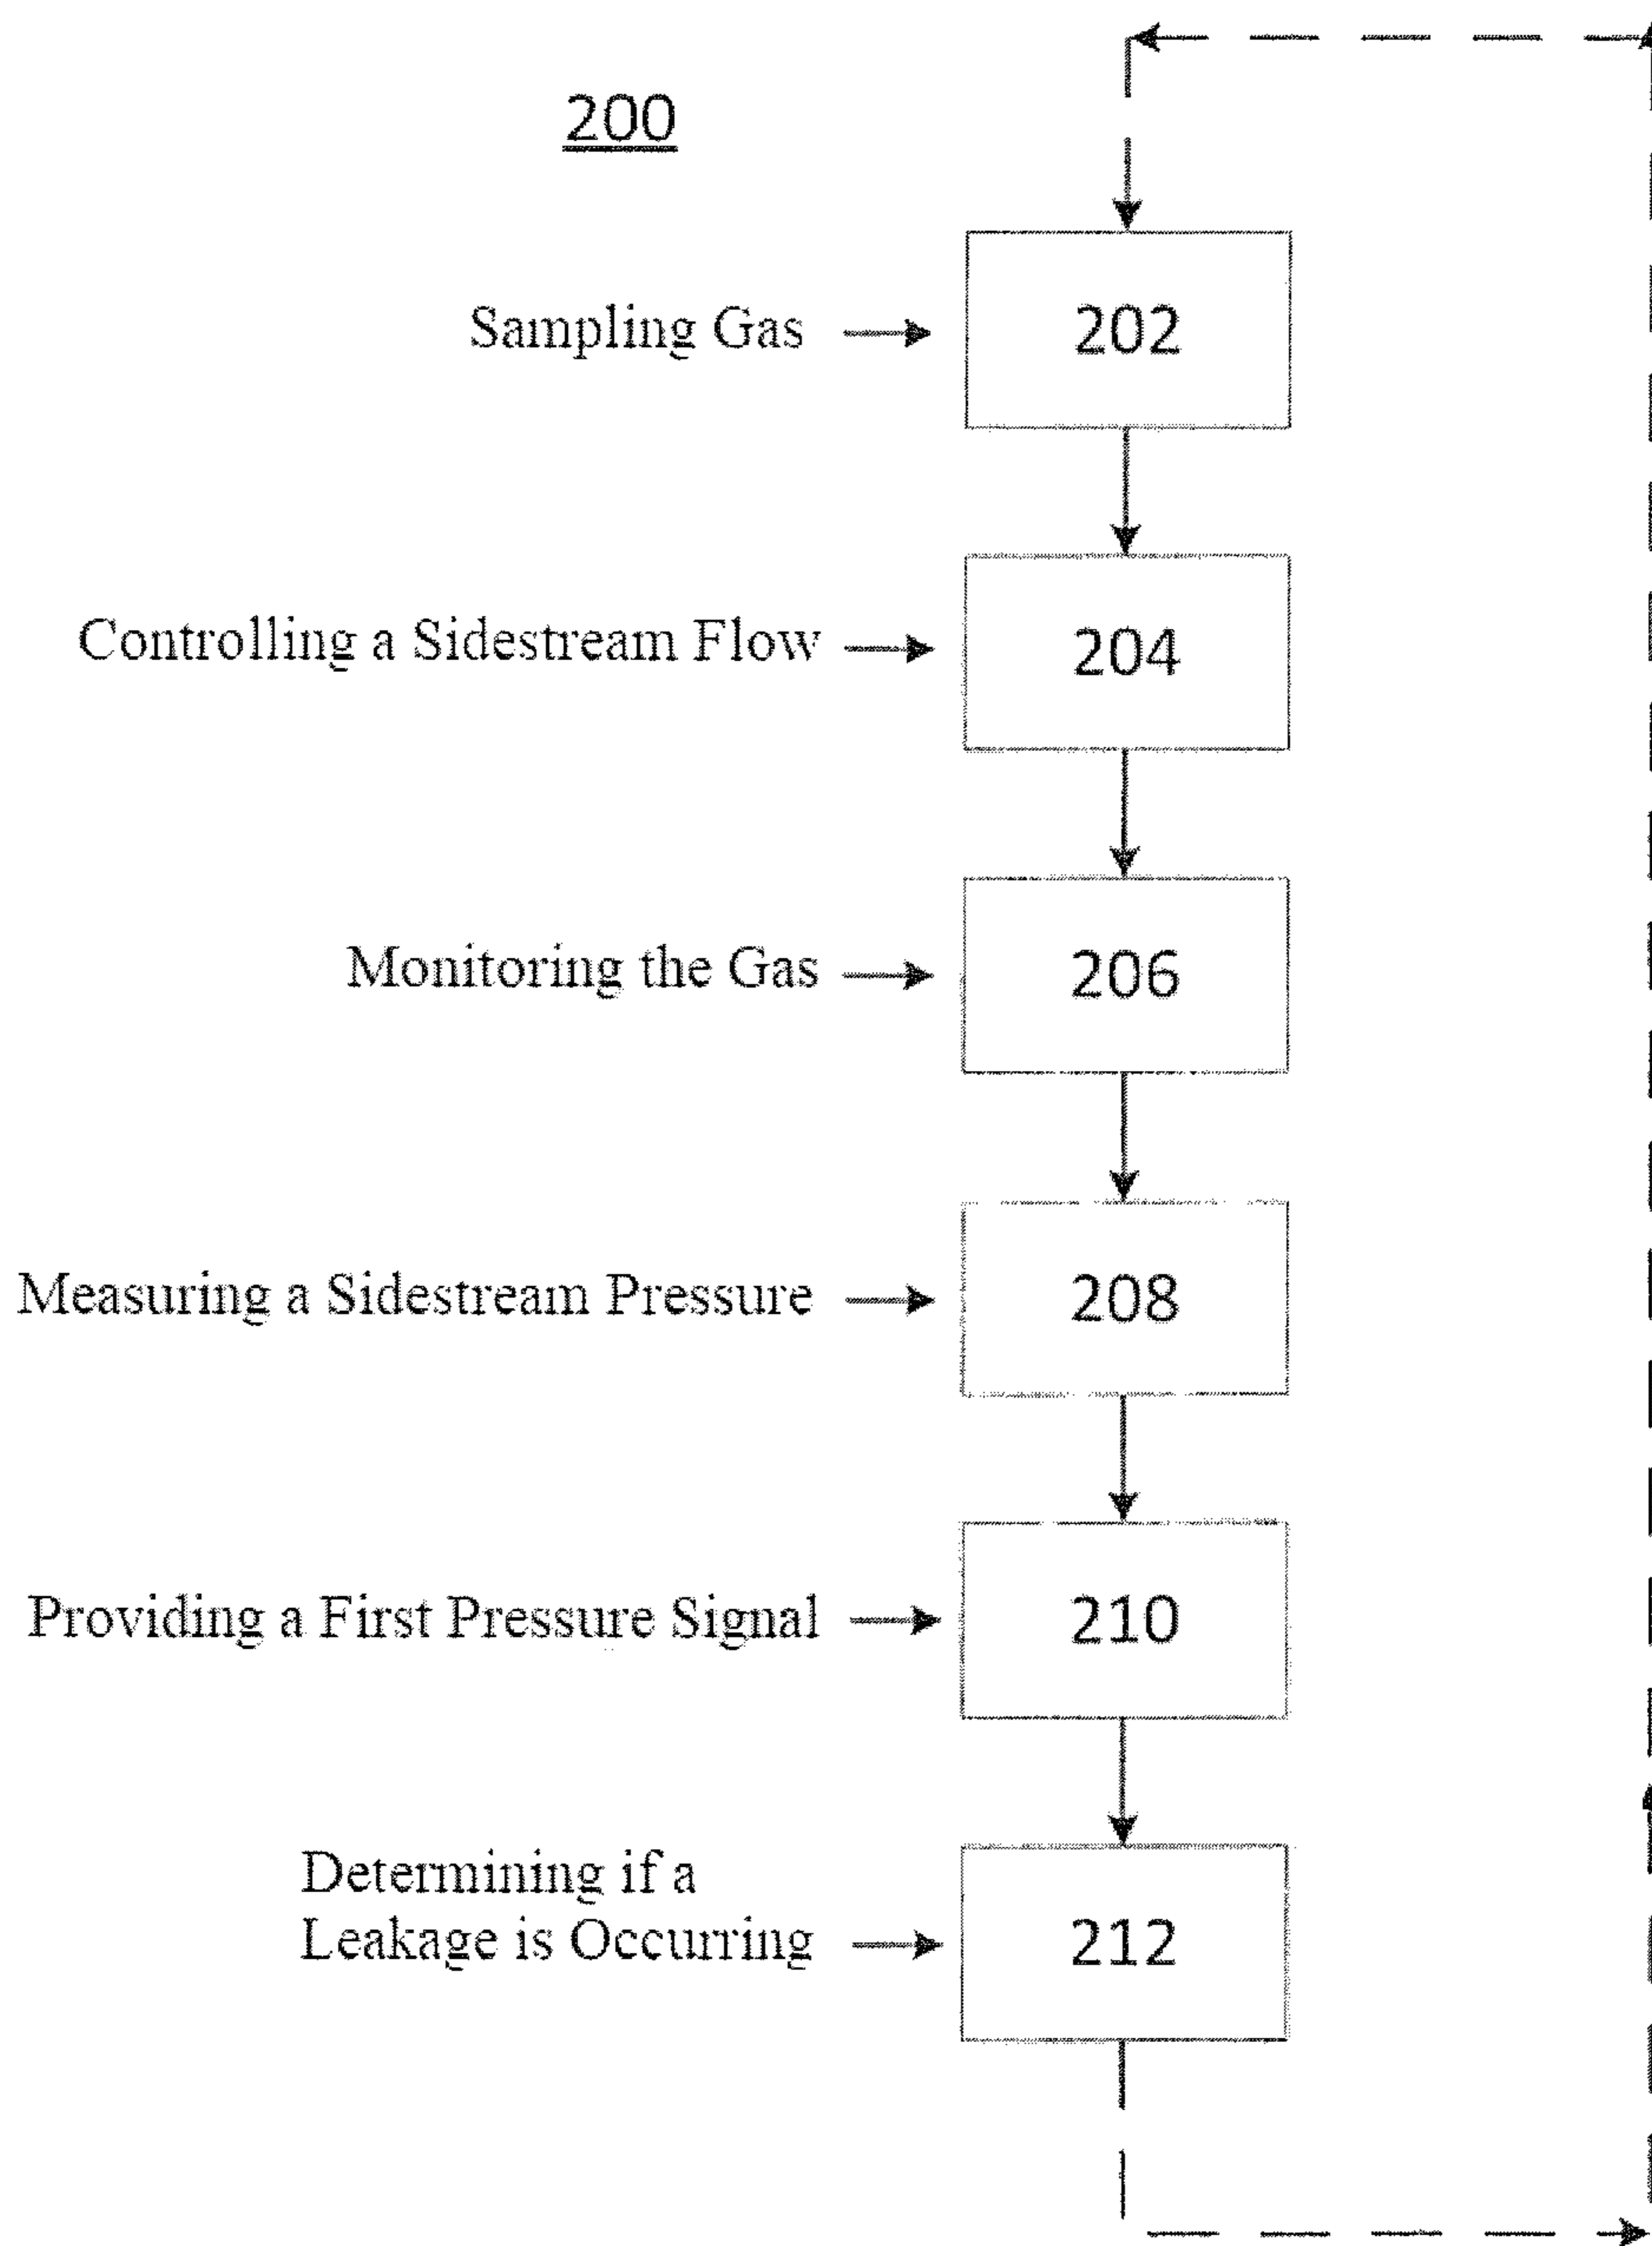 200
Sampling Gas
202
Controlling a Sidestream Flow
204
Monitoring the Gas
206
Measuring a Sidestream Pressure
208
Providing a First Pressure Signal
210
Determining if a
Leakage is Occurring
212